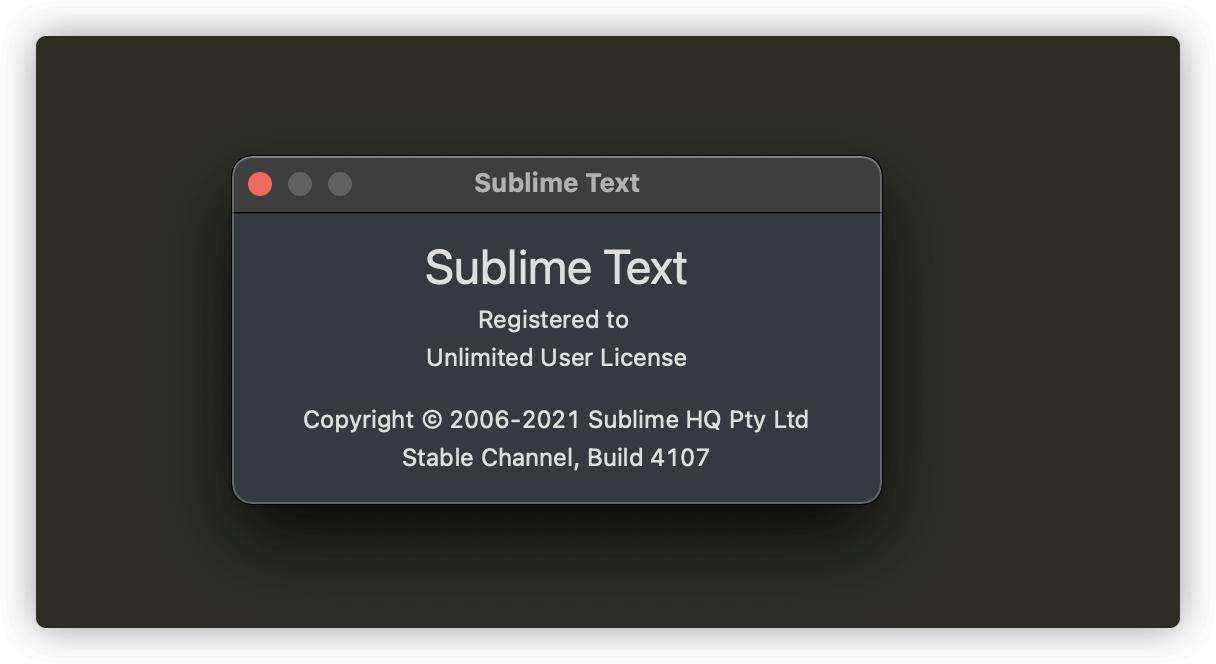 Sublime Text
Sublime Text
Registered to
Unlimited User License
Copyright © 2006-2021 Sublime HQ Pty Ltd
Stable Channel, Build 4107